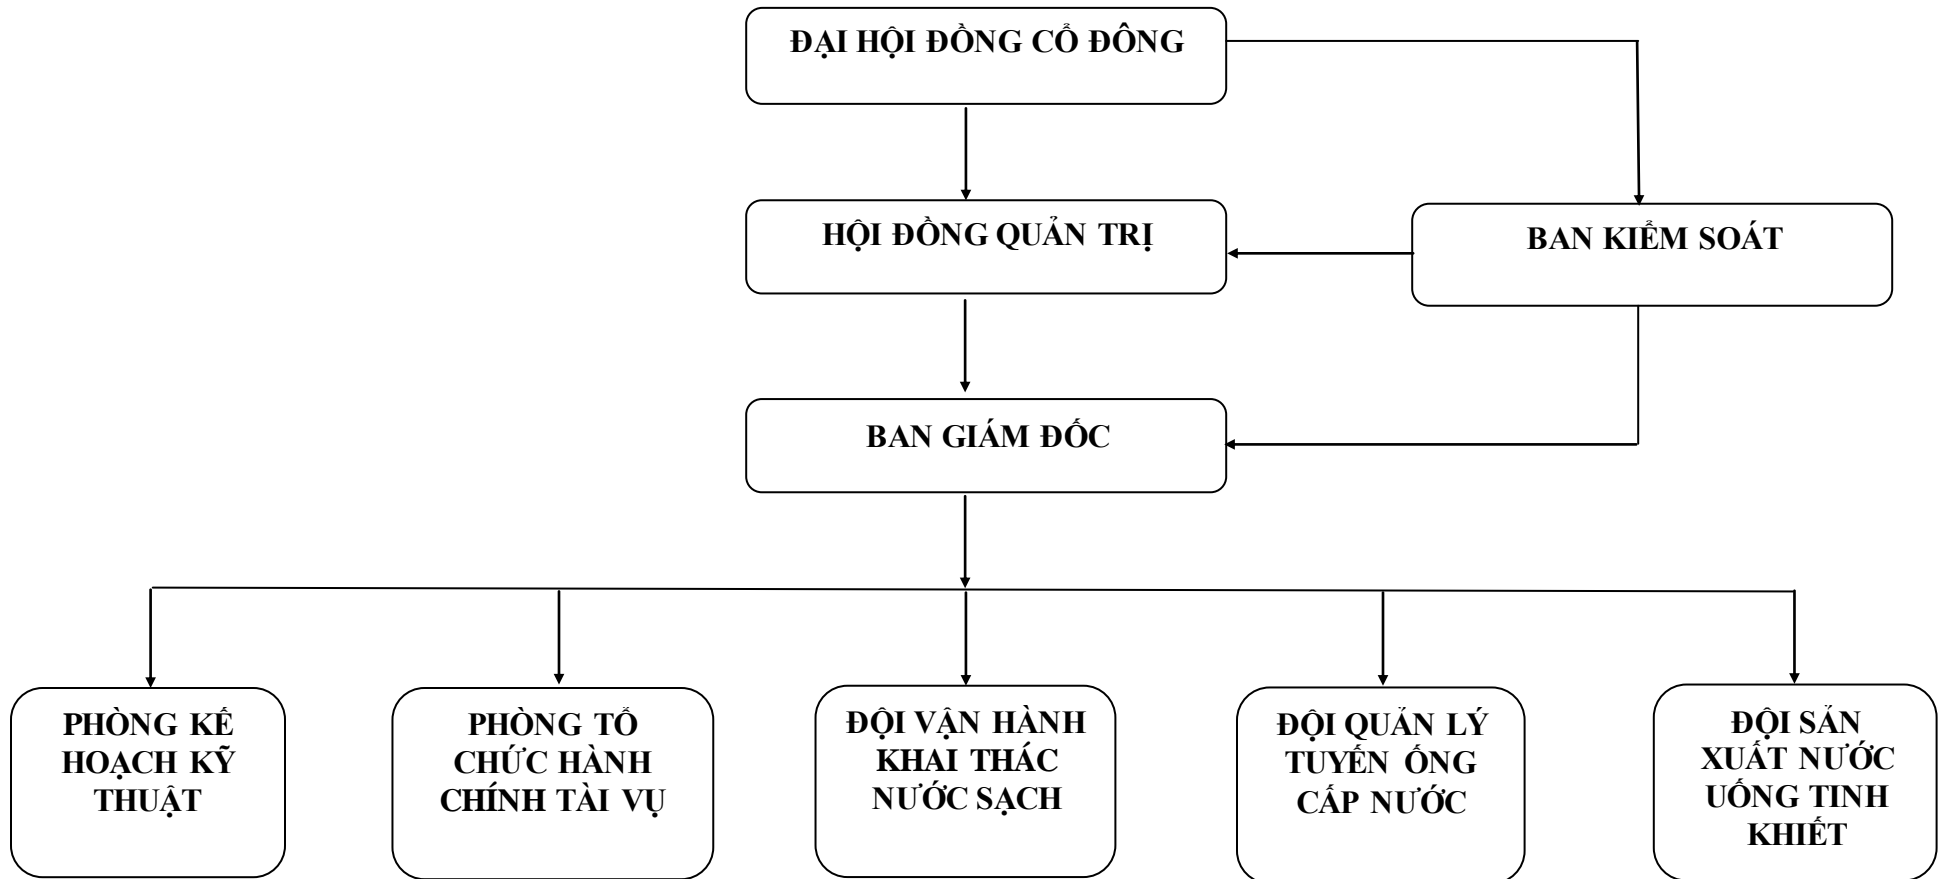 ĐẠI HỘI ĐỒNG CỔ ĐÔNG
HỘI ĐỒNG QUẢN TRỊ
BAN KIỂM SOÁT
BAN GIÁM ĐỐC
PHÒNG KẾ
HOẠCH KỸ
THUẬT
PHÒNG TỔ
CHỨC HÀNH
CHÍNH TÀI VỤ
ĐỘI VẬN HÀNH
KHAI THÁC
NƯỚC SẠCH
ĐỘI QUẢN LÝ
TUYẾN ỐNG
CẤP NƯỚC
ĐỘI SẢN
XUẤT NƯỚC
UỐNG TINH
KHIẾT